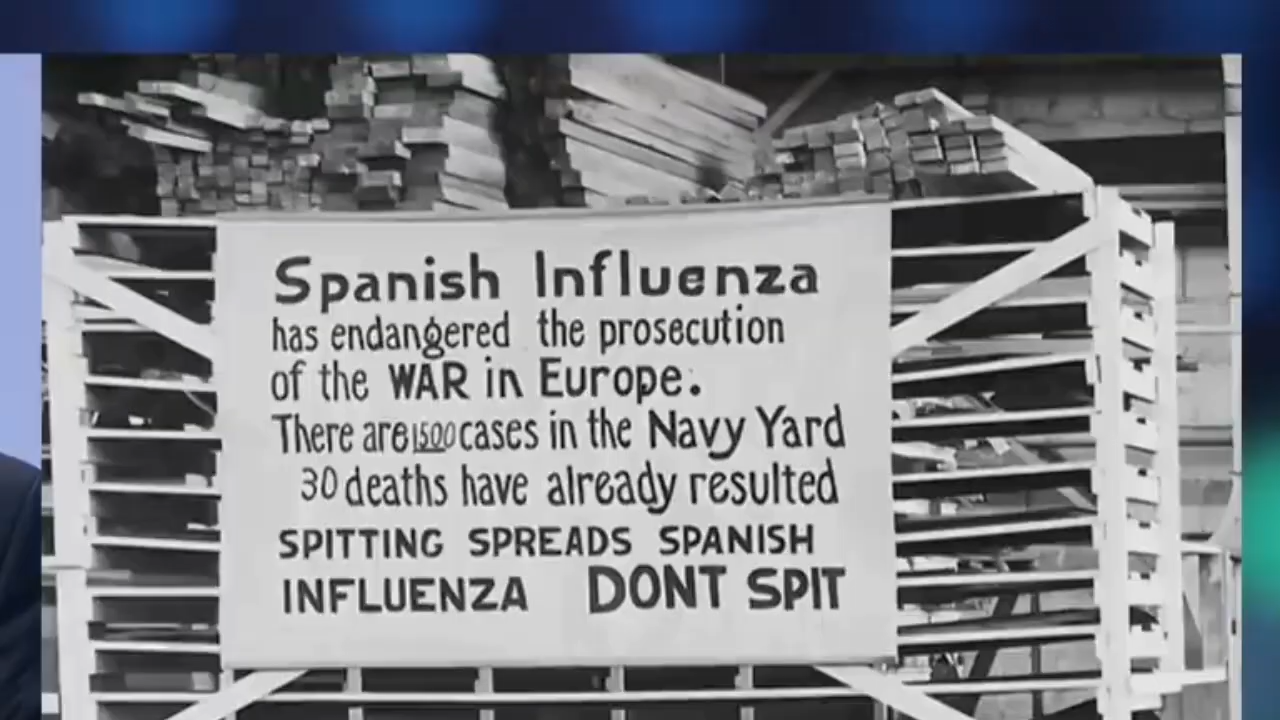 Spanish Influenza
has endangered the prosecution
of the WAR in Europe.
There are 1500 cases in the Navy Yard
30 deaths have already resulted
SPITTING SPREADS SPANISH
INFLUENZA DONT SPIT